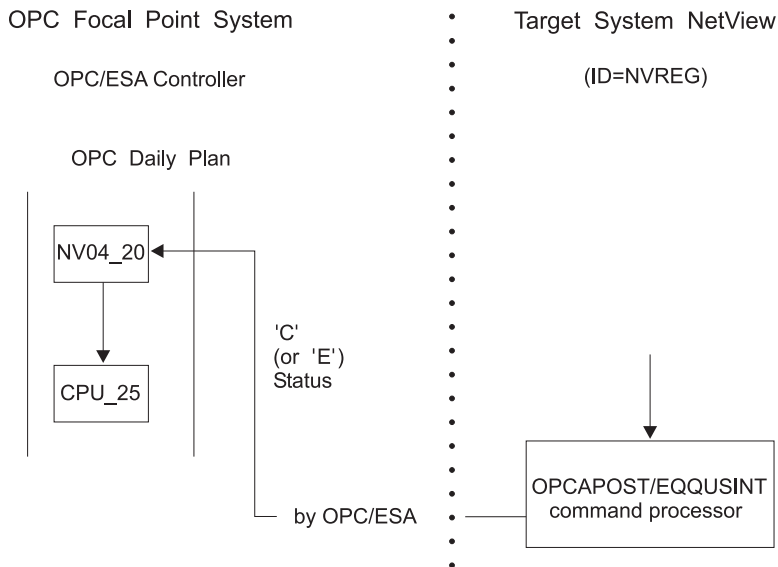 OPC Focal Point System
OPC/ESA Controller
OPC Daily Plan
NV04_20
CPU_25
'C'
(or 'E')
Status
by OPC/ESA
Target System NetView
(ID=NVREG)
OPCAPOST/EQQUSINT
command processor